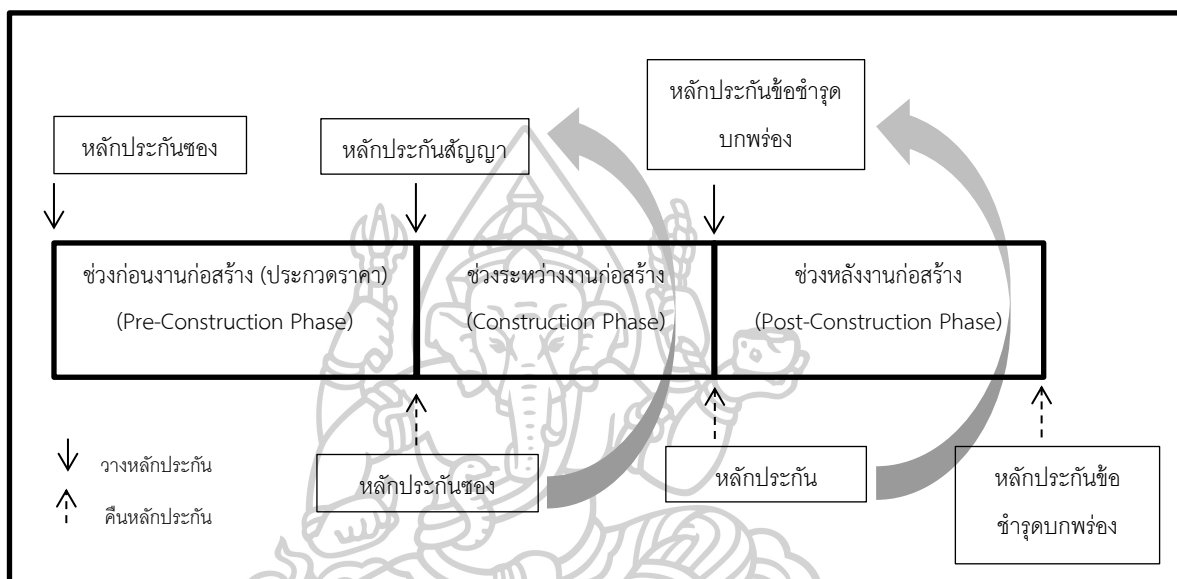 หลักประกันซอง
หลักประกันสัญญา
หลักประกันข้อชำรุด
บกพร่อง
ช่วงก่อนงานก่อสร้าง (ประกวดราคา)
(Pre-Construction Phase)
ช่วงระหว่างงานก่อสร้าง
(Construction Phase)
ช่วงหลังงานก่อสร้าง
(Post-Construction Phase)
วางหลักประกัน
คืนหลักประกัน
หลักประกันซอง
หลักประกัน
หลักประกันข้อ
ชำรุดบกพร่อง